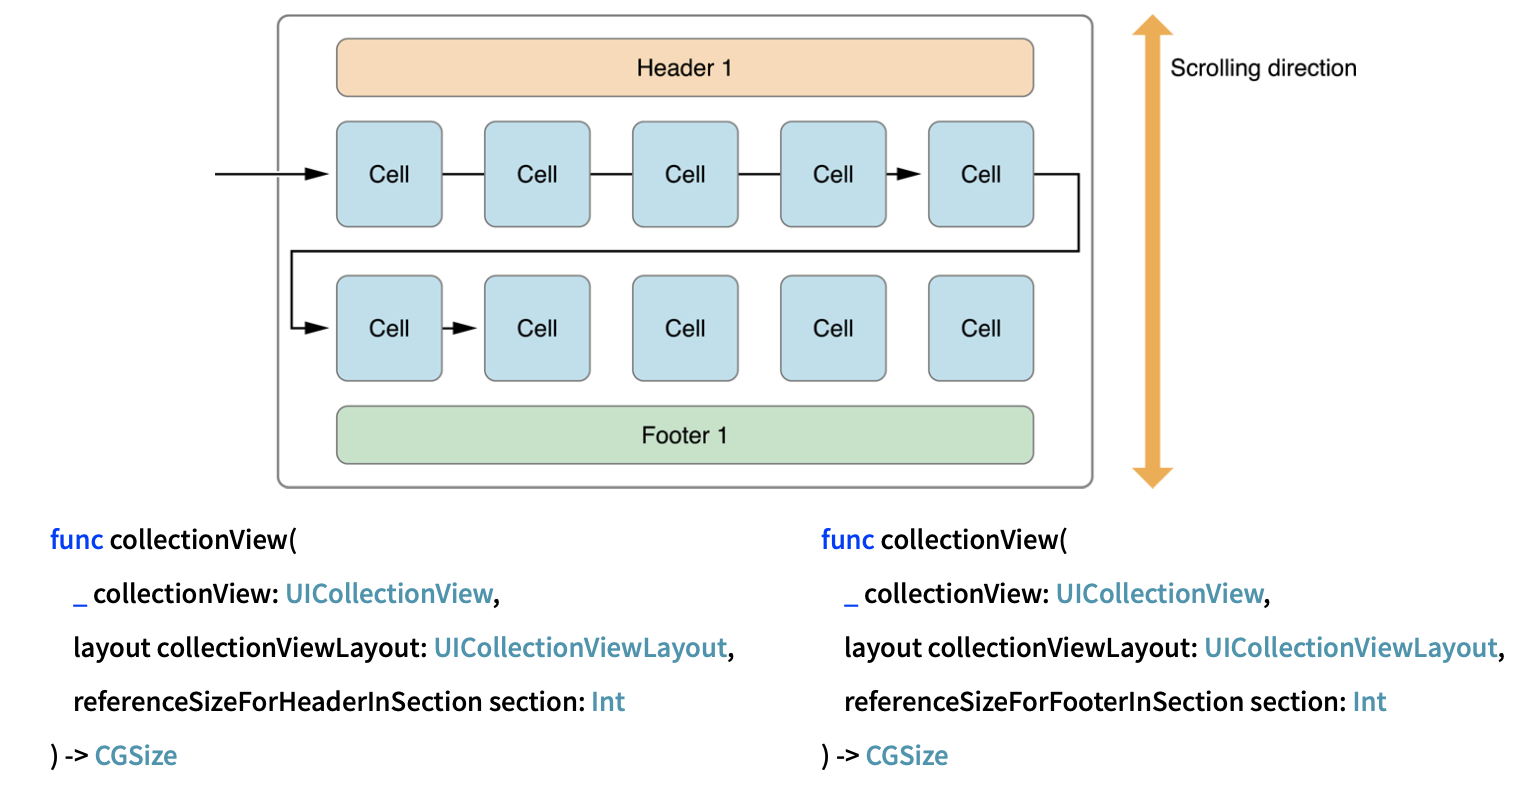 Header 1
Scrolling direction
Cell Cell Cell Cell Cell
Cell Cell Cell Cell Cell
Footer 1
func collectionView(
_ collectionView: UICollectionView,
layout collectionViewLayout: UICollectionViewLayout,
referenceSizeForHeaderInSection section: Int
) -> CGSize
func collectionView(
_ collectionView: UICollectionView,
layout collectionViewLayout: UICollectionViewLayout,
referenceSizeForFooterInSection section: Int
) -> CGSize